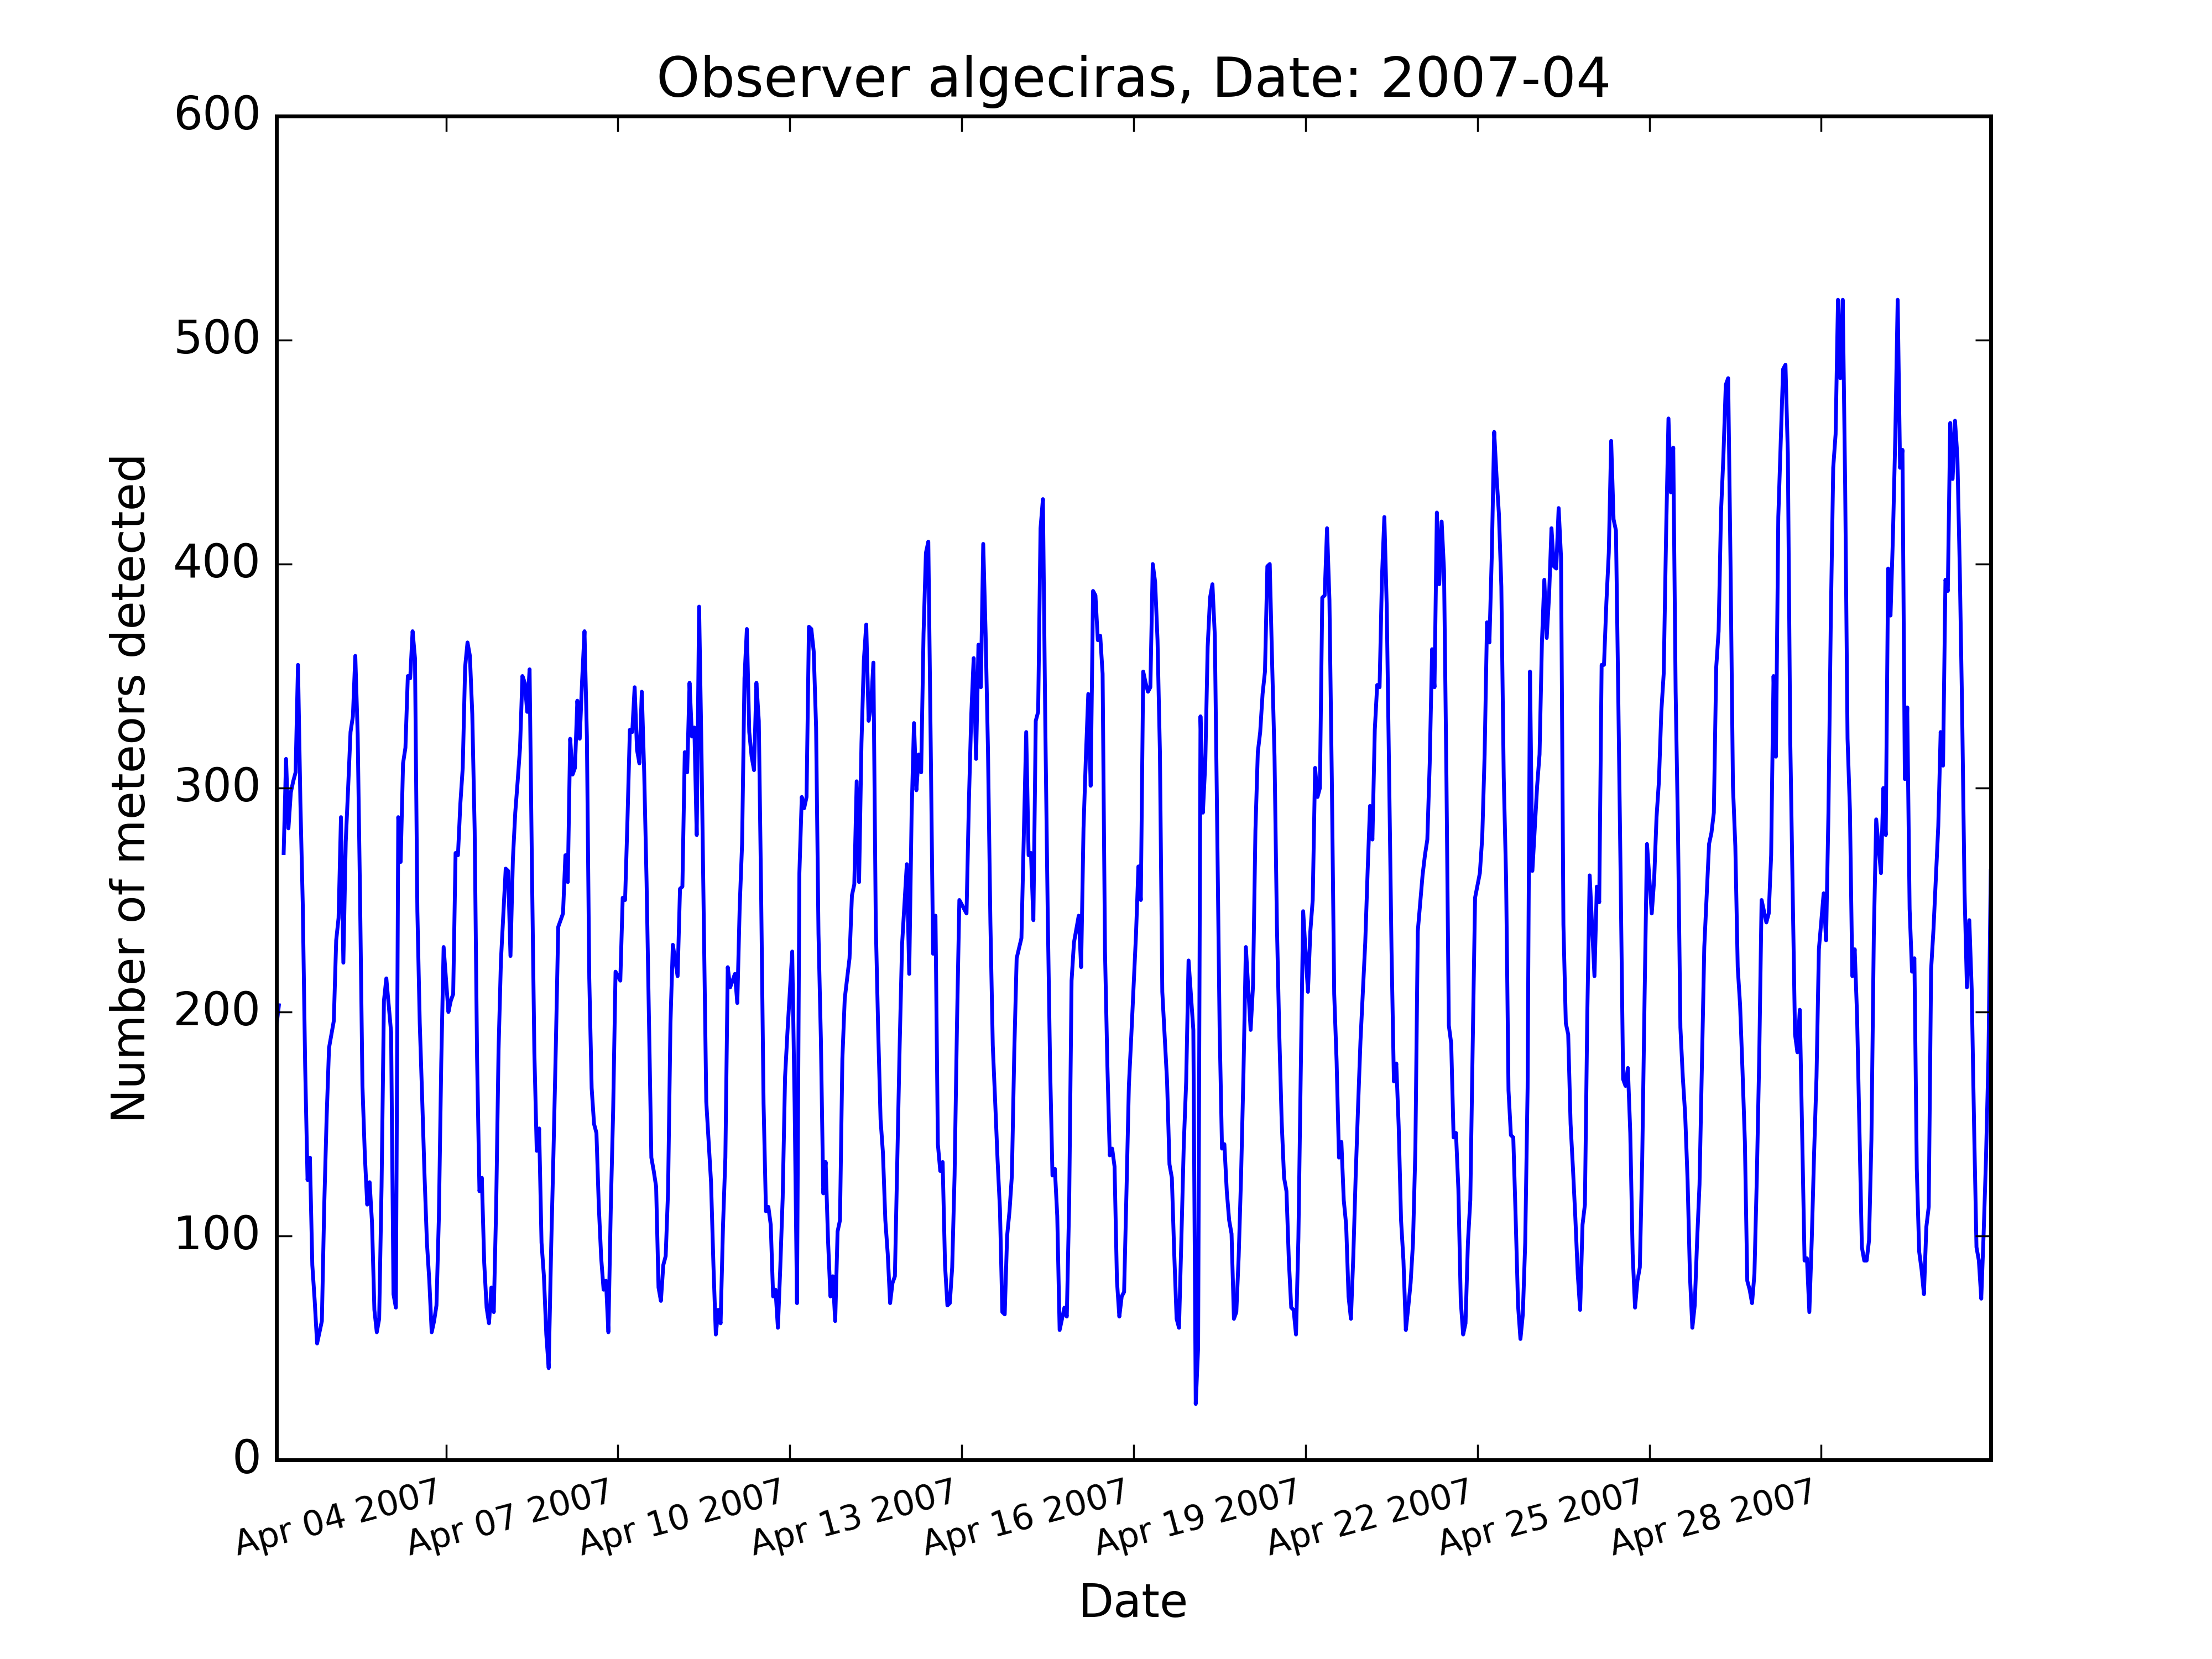 Observer algeciras, Date: 2007-04
600
500
400
300
200
100
0
Number of meteors detected
Apr 04 2007
Apr 07 2007
Apr 10 2007
Apr 13 2007
Apr 16 2007
Apr 19 2007
Apr 22 2007
Apr 25 2007
Apr 28 2007
Date